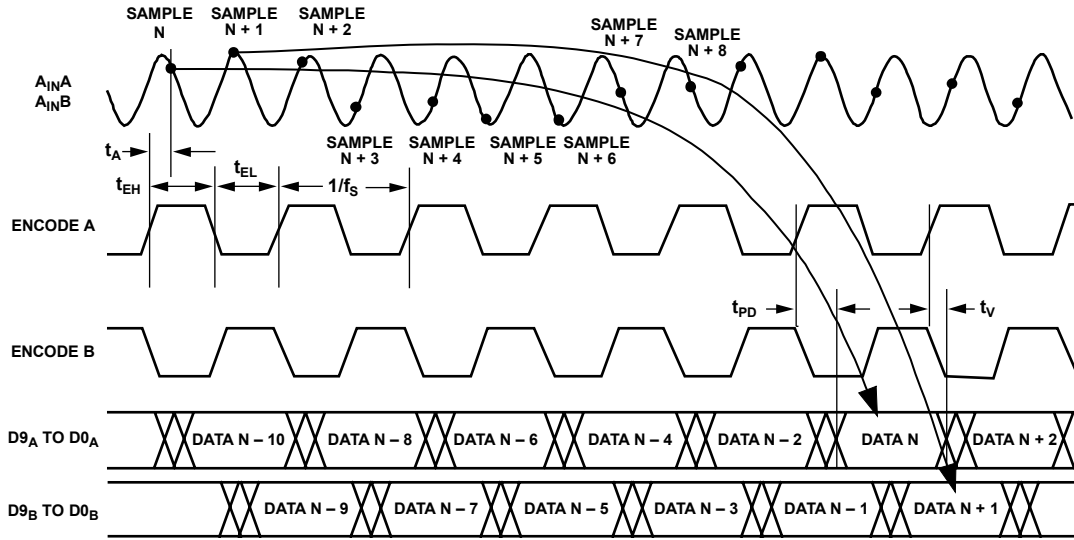 SAMPLE
N
SAMPLE
N + 1
SAMPLE
N + 2
SAMPLE
N + 7
SAMPLE
N + 8
AINA
AINB
SAMPLE
N + 3
SAMPLE
N + 4
SAMPLE
N + 5
SAMPLE
N + 6
tA
tEH
tEL
1/fS
ENCODE A
tPD
tV
ENCODE B
D9A TO D0A
DATA N – 10
DATA N – 8
DATA N – 6
DATA N – 4
DATA N – 2
DATA N
DATA N + 2
D9B TO D0B
DATA N – 9
DATA N – 7
DATA N – 5
DATA N – 3
DATA N – 1
DATA N + 1